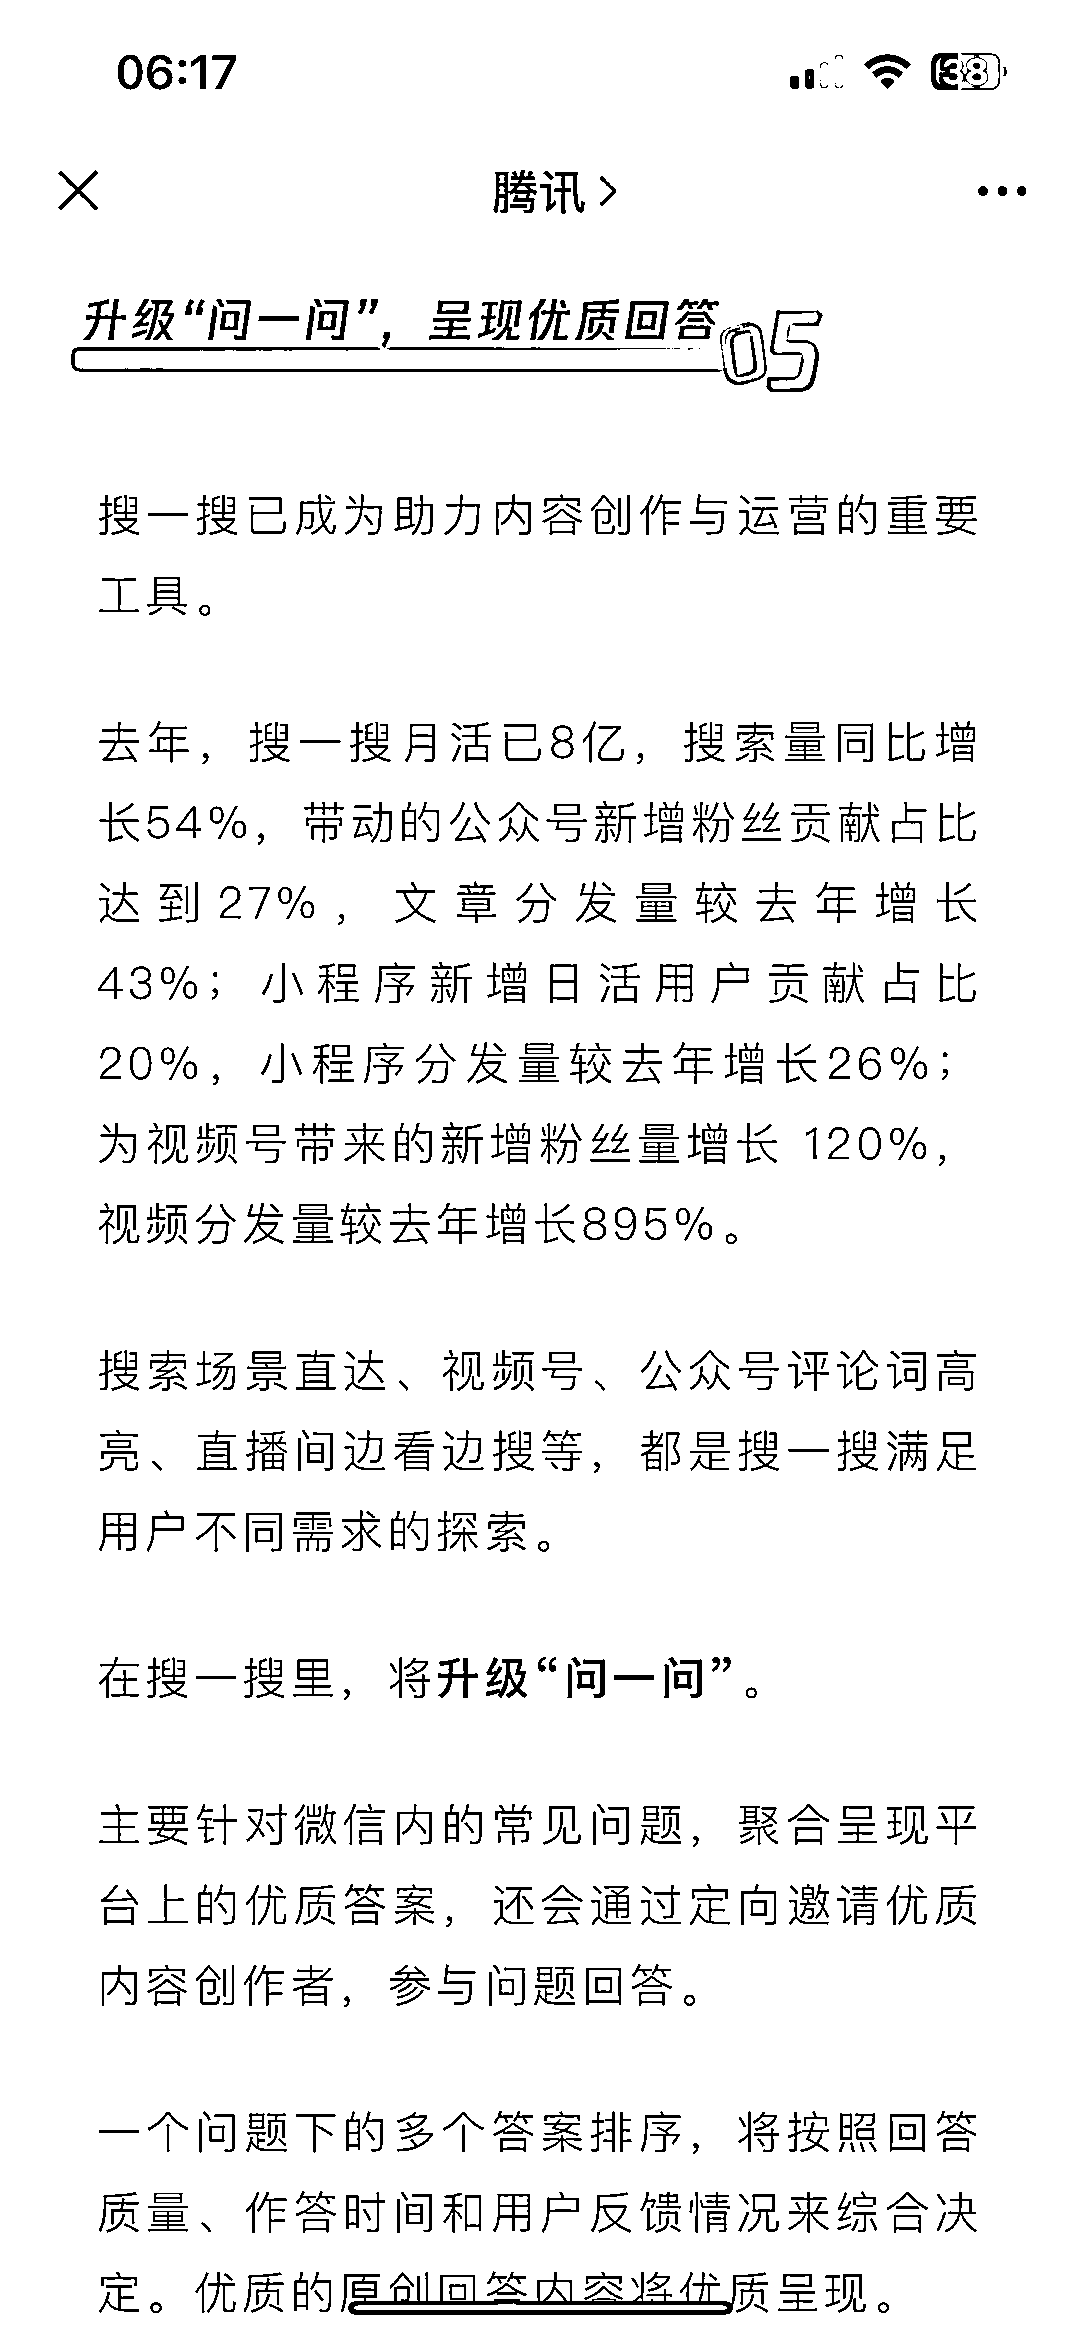 06:17
38
腾讯
升级“问一问”，呈现优质回答
05
搜一搜已成为助力内容创作与运营的重要
工具。
去年，搜一搜月活已8亿，搜索量同比增
长54%，带动的公众号新增粉丝贡献占比
达到27%，文章分发量较去年增长
43%；小程序新增日活用户贡献占比
20%，小程序分发量较去年增长26%；
为视频号带来的新增粉丝量增长 120%，
视频分发量较去年增长895%。
搜索场景直达、视频号、公众号评论词高
亮、直播间边看边搜等，都是搜一搜满足
用户不同需求的探索。
在搜一搜里，将升级“问一问”。
主要针对微信内的常见问题，聚合呈现平
台上的优质答案，还会通过定向邀请优质
内容创作者，参与问题回答。
一个问题下的多个答案排序，将按照回答
质量、作答时间和用户反馈情况来综合决
定。优质的原创回答内容将优质呈现。